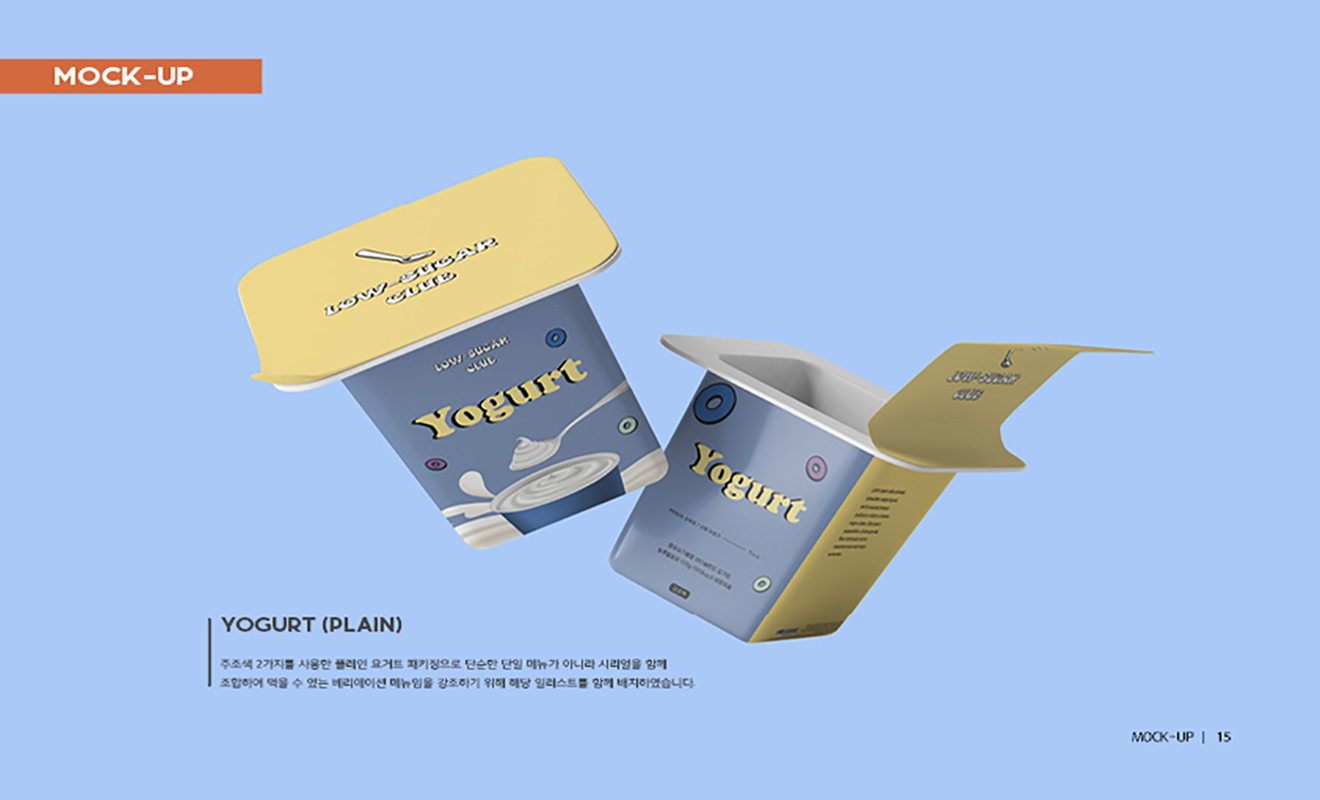 MOCK-UP
LOW_SUGAR
CLUB
LOW_SUGAR
CLUB
Yogurt
LOW_SUGAR
CLUB
Yogurt
YOGURT (PLAIN)
주조색 2가지를 사용한 플레인 요거트 패키징으로 단순한 단일 메뉴가 아니라 시리얼을 함께
조합하여 먹을 수 있는 베리에이션 메뉴임을 강조하기 위해 해당 일러스트를 함께 배치하였습니다.
MOCK-UP | 15